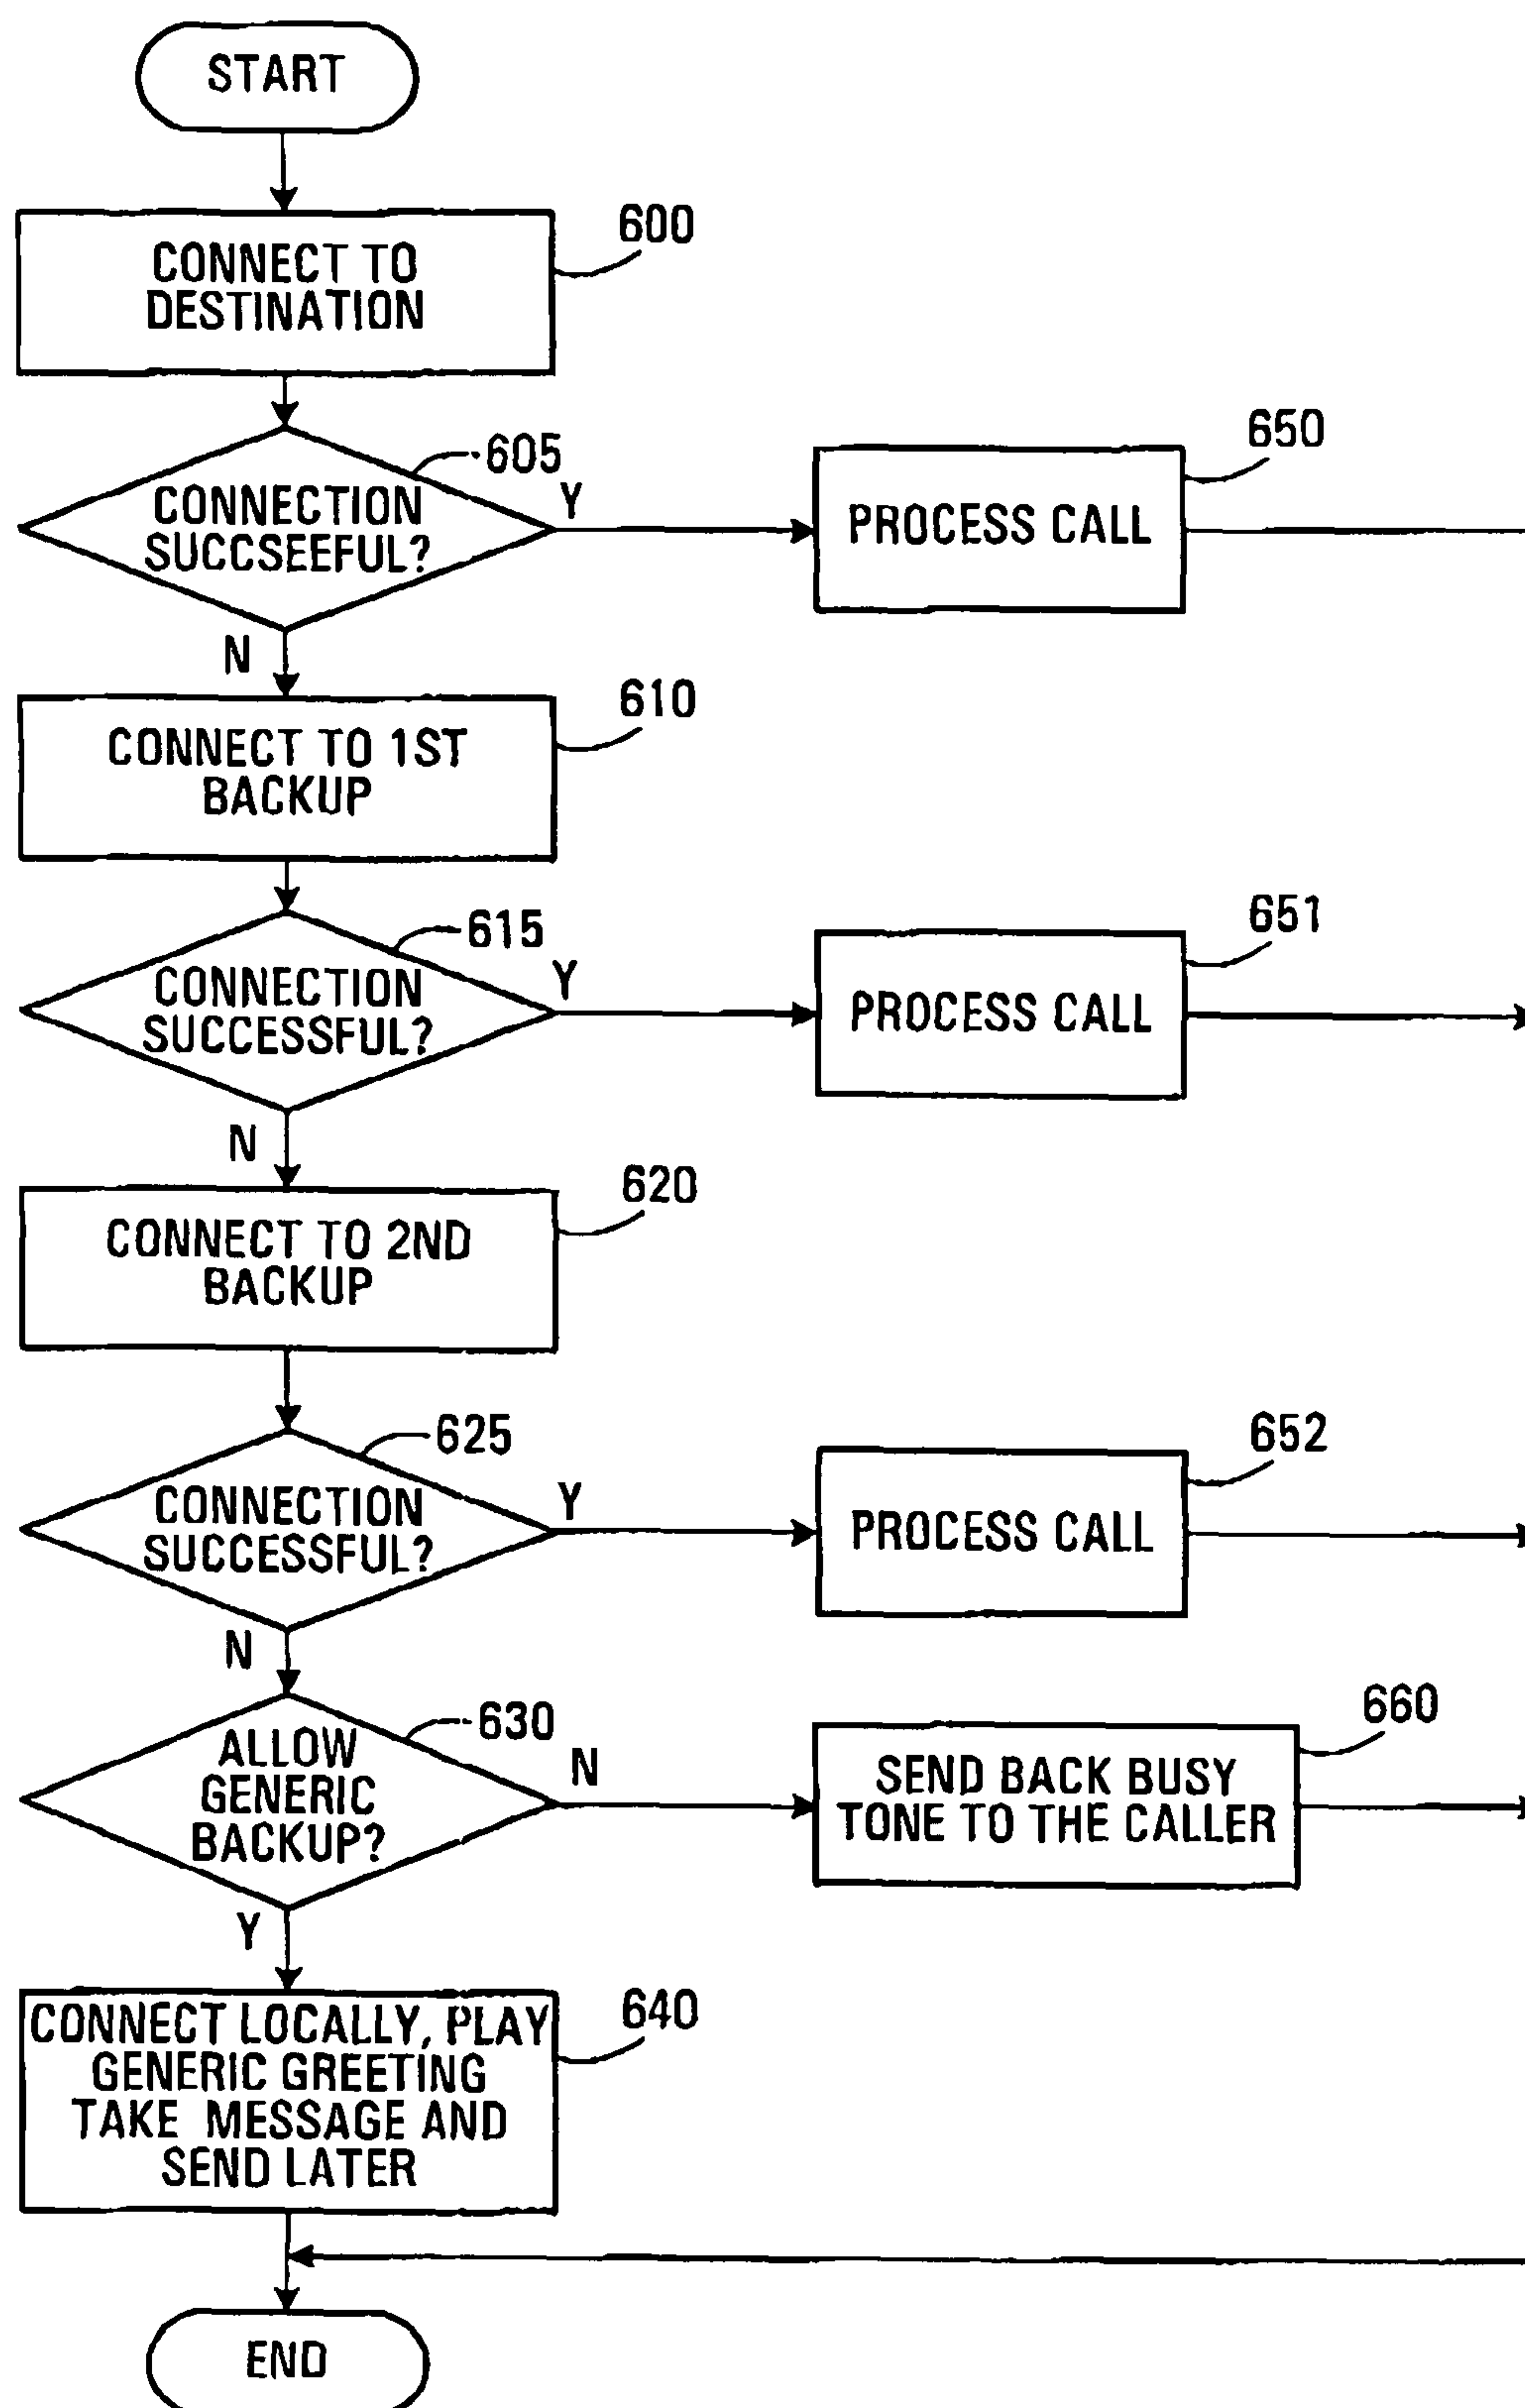 START
CONNECT TO
DESTINATION
600
605
CONNECTION
SUCCSEEFUL?
Y
N
PROCESS CALL
650
CONNECT TO 1ST
BACKUP
610
615
CONNECTION
SUCCESSFUL?
Y
N
PROCESS CALL
651
CONNECT TO 2ND
BACKUP
620
625
CONNECTION
SUCCESSFUL?
Y
N
PROCESS CALL
652
630
ALLOW
GENERIC
BACKUP?
N
Y
SEND BACK BUSY
TONE TO THE CALLER
660
CONNECT LOCALLY, PLAY
GENERIC GREETING
TAKE MESSAGE AND
SEND LATER
640
END